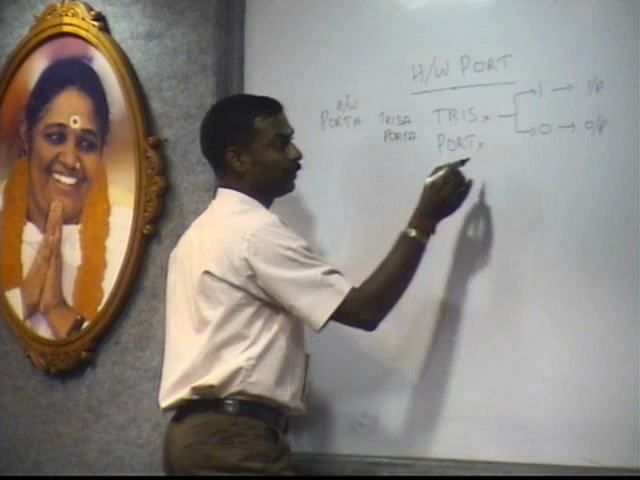 H/W PORT
H/W
PORTA TRISA TRISx 1 → I/P
PORTA PORTx 0 → O/P